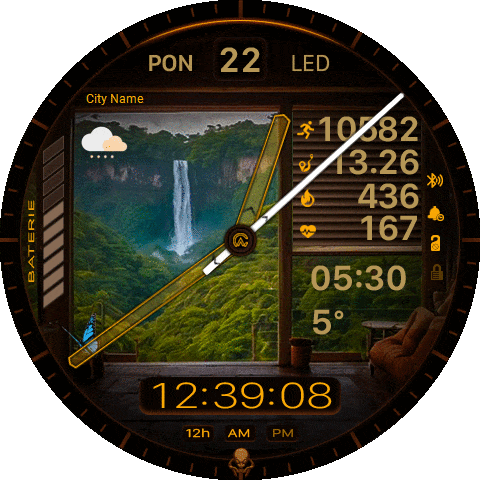 PON 22 LED
City Name
10582
13.26
436
167
BATERIE
05:30
5°
12:39:08
12h AM PM